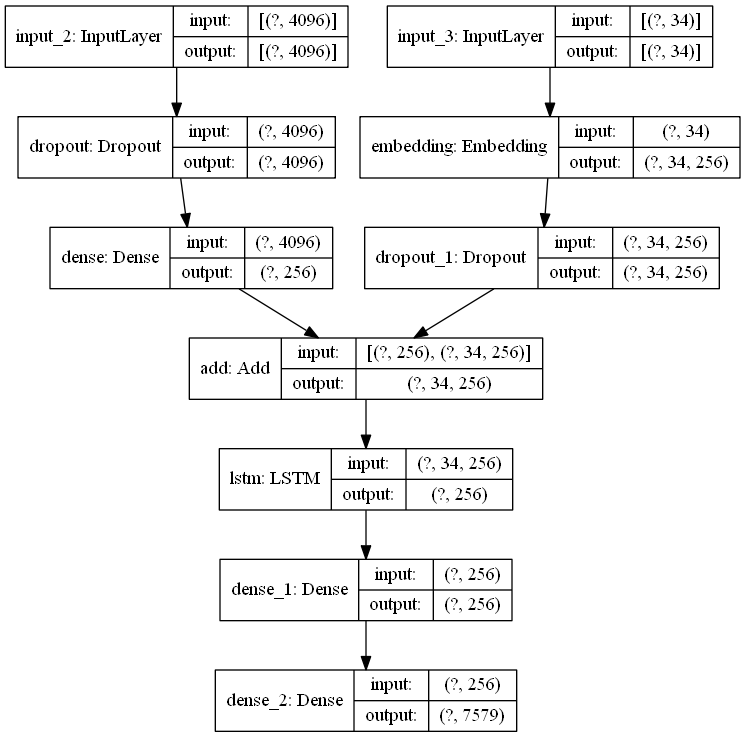 input_2: InputLayer input: [(?, 4096)]
output: [(?, 4096)]
input_3: InputLayer input: [(?, 34)]
output: [(?, 34)]
dropout: Dropout input: (?, 4096)
output: (?, 4096)
embedding: Embedding input: (?, 34)
output: (?, 34, 256)
dense: Dense input: (?, 4096)
output: (?, 256)
dropout_1: Dropout input: (?, 34, 256)
output: (?, 34, 256)
add: Add input: [(?, 256), (?, 34, 256)]
output: (?, 34, 256)
lstm: LSTM input: (?, 34, 256)
output: (?, 256)
dense_1: Dense input: (?, 256)
output: (?, 256)
dense_2: Dense input: (?, 256)
output: (?, 7579)